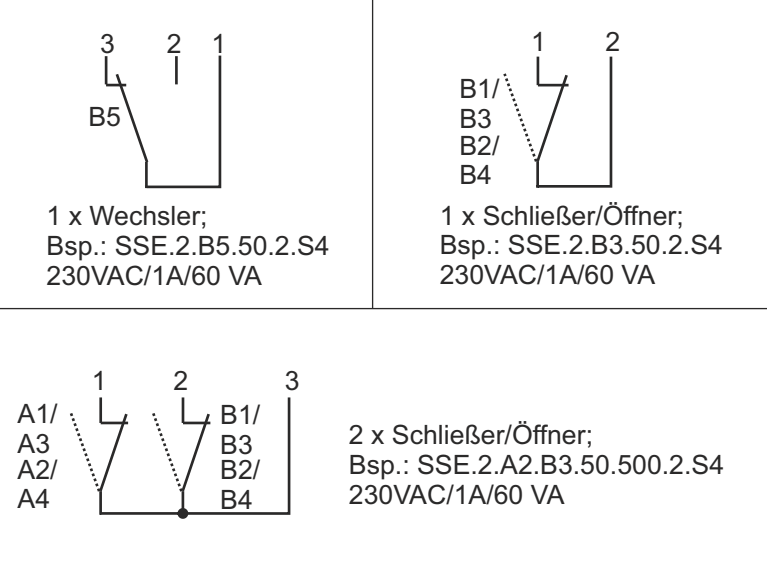 3 2 1
B5
1 x Wechsler;
Bsp.: SSE.2.B5.50.2.S4
230VAC/1A/60 VA
1 2
B1/
B3
B2/
B4
1 x Schließer/Öffner;
Bsp.: SSE.2.B3.50.2.S4
230VAC/1A/60 VA
1 2 3
A1/
A3
A2/
A4
B1/
B3
B2/
B4
2 x Schließer/Öffner;
Bsp.: SSE.2.A2.B3.50.500.2.S4
230VAC/1A/60 VA